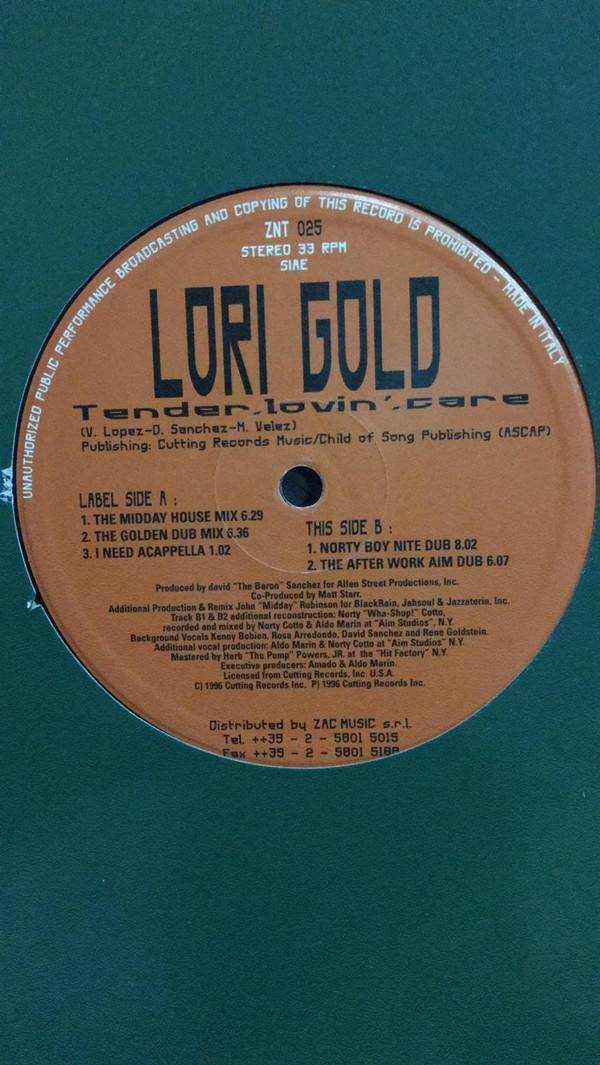 UNAUTHORIZED PUBLIC PERFORMANCE BROADCASTING AND COPYING OF THIS RECORD IS PROHIBITED - MADE IN ITALY
ZNT 025
STEREO 33 RPM
SIAE
LORI GOLD
Tender.lovin'.care
(V. Lopez-D. Sanchez-M. Velez)
Publishing: Cutting Records Music/Child of Song Publishing (ASCAP)
LABEL SIDE A :
1. THE MIDDAY HOUSE MIX 6.29
2. THE GOLDEN DUB MIX 6.36
3. I NEED ACAPPELLA 1.02
THIS SIDE B :
1. NORTY BOY NITE DUB 8.02
2. THE AFTER WORK AIM DUB 6.07
Produced by david "The Baron" Sanchez for Allen Street Productions, Inc.
Co-Produced by Matt Starr.
Additional Production & Remix John "Midday" Robinson for BlackRain, Jahsoul & Jazzateria, Inc.
Track B1 & B2 additional reconstruction: Norty "Wha-Shop!" Cotto,
recorded and mixed by Norty Cotto & Aldo Marin at "Aim Studios", N.Y.
Background Vocals Kenny Bobien, Rosa Arredondo, David Sanchez and Rene Goldstein.
Additional vocal production: Aldo Marin & Norty Cotto at "Aim Studios" N.Y.
Mastered by Herb "The Pump" Powers, JR. at the "Hit Factory" N.Y.
Executive producers: Amado & Aldo Marin.
Licensed from Cutting Records, Inc. U.S.A.
C) 1996 Cutting Records Inc. P) 1996 Cutting Records Inc.
Distributed by ZAC MUSIC s.r.l.
Tel. ++39 - 2 - 5801 5015
Fax ++39 - 2 - 5801 5188